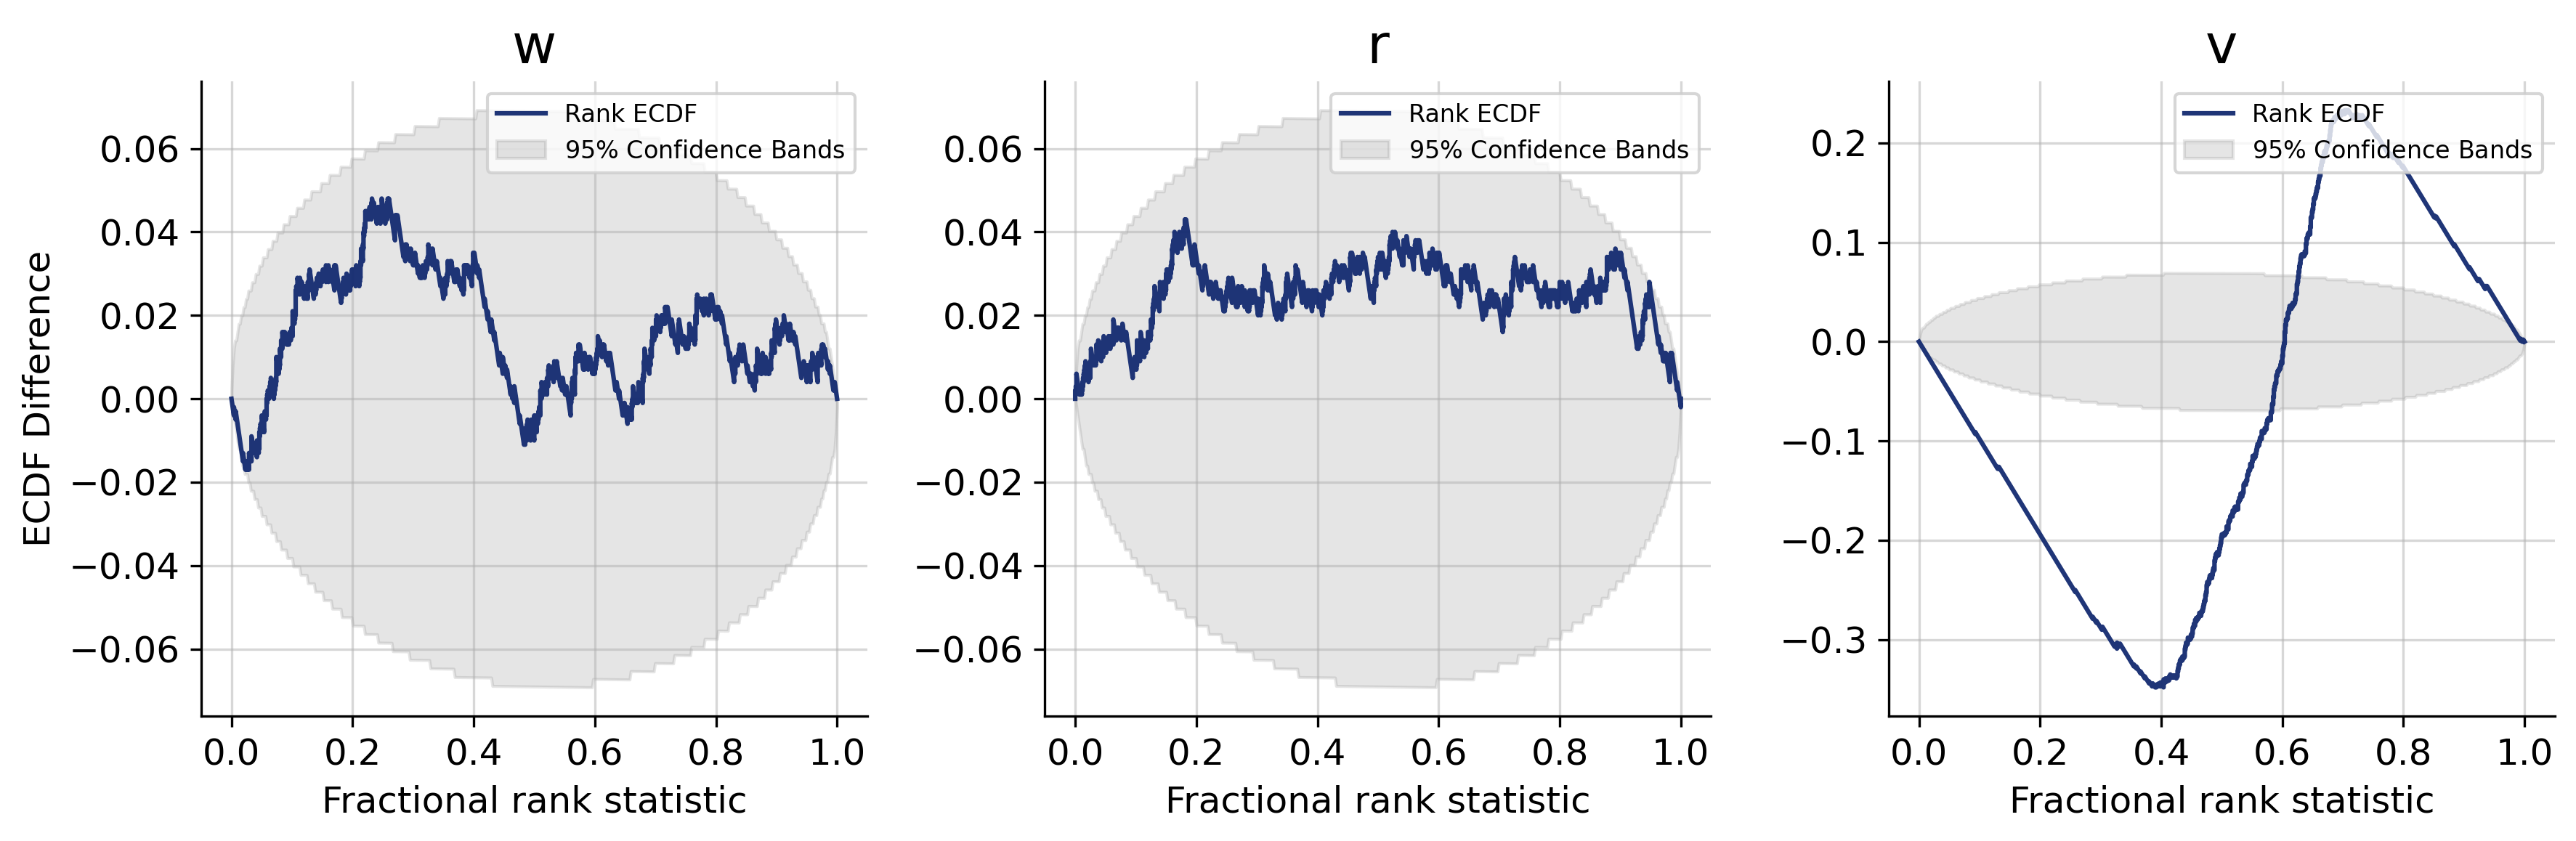 w
r
v
ECDF Difference
0.06
0.04
0.02
0.00
−0.02
−0.04
−0.06
Rank ECDF
95% Confidence Bands
0.0 0.2 0.4 0.6 0.8 1.0
Fractional rank statistic
0.06
0.04
0.02
0.00
−0.02
−0.04
−0.06
Rank ECDF
95% Confidence Bands
0.0 0.2 0.4 0.6 0.8 1.0
Fractional rank statistic
0.2
0.1
0.0
−0.1
−0.2
−0.3
Rank ECDF
95% Confidence Bands
0.0 0.2 0.4 0.6 0.8 1.0
Fractional rank statistic